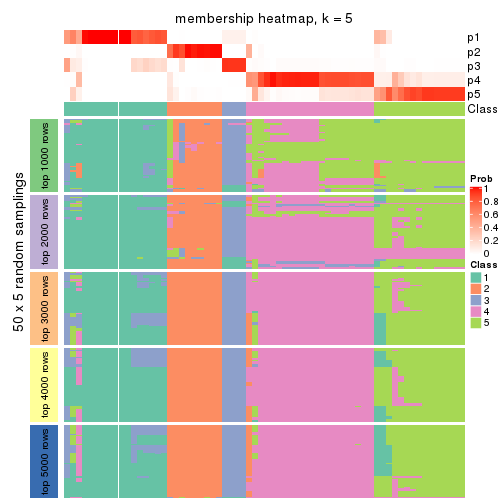 membership heatmap, k = 5
p1
p2
p3
p4
p5
Class
50 x 5 random samplings
top 1000 rows
top 2000 rows
top 3000 rows
top 4000 rows
top 5000 rows
Prob
1
0.8
0.6
0.4
0.2
0
Class
1
2
3
4
5